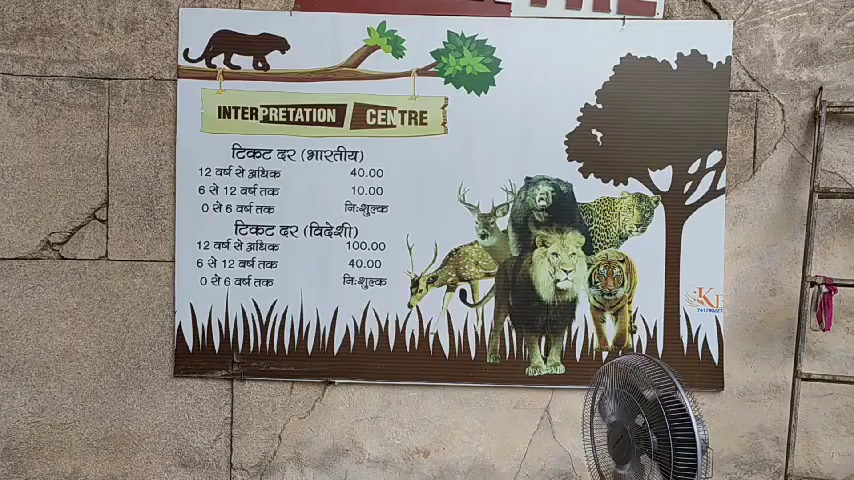 INTERPRETATION CENTRE
टिकट दर (भारतीय)
12 वर्ष से अधिक 40.00
6 से 12 वर्ष तक 10.00
0 से 6 वर्ष तक निःशुल्क
टिकट दर (विदेशी)
12 वर्ष से अधिक 100.00
6 से 12 वर्ष तक 40.00
0 से 6 वर्ष तक निःशुल्क